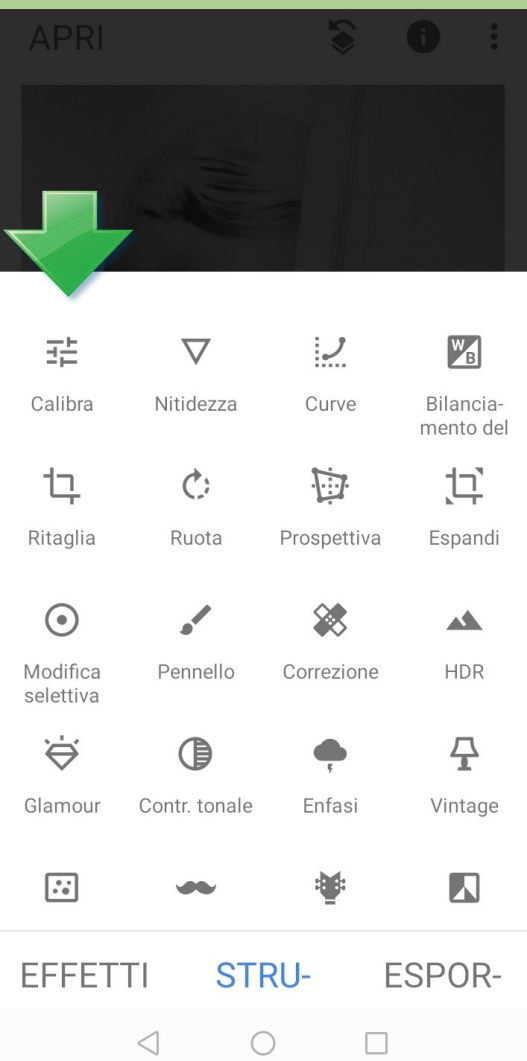 APRI
Calibra
Nitidezza
Curve
W B
Bilancia-
mento del
Ritaglia
Ruota
Prospettiva
Espandi
Modifica
selettiva
Pennello
Correzione
HDR
Glamour
Contr. tonale
Enfasi
Vintage
EFFETTI
STRU-
ESPOR-